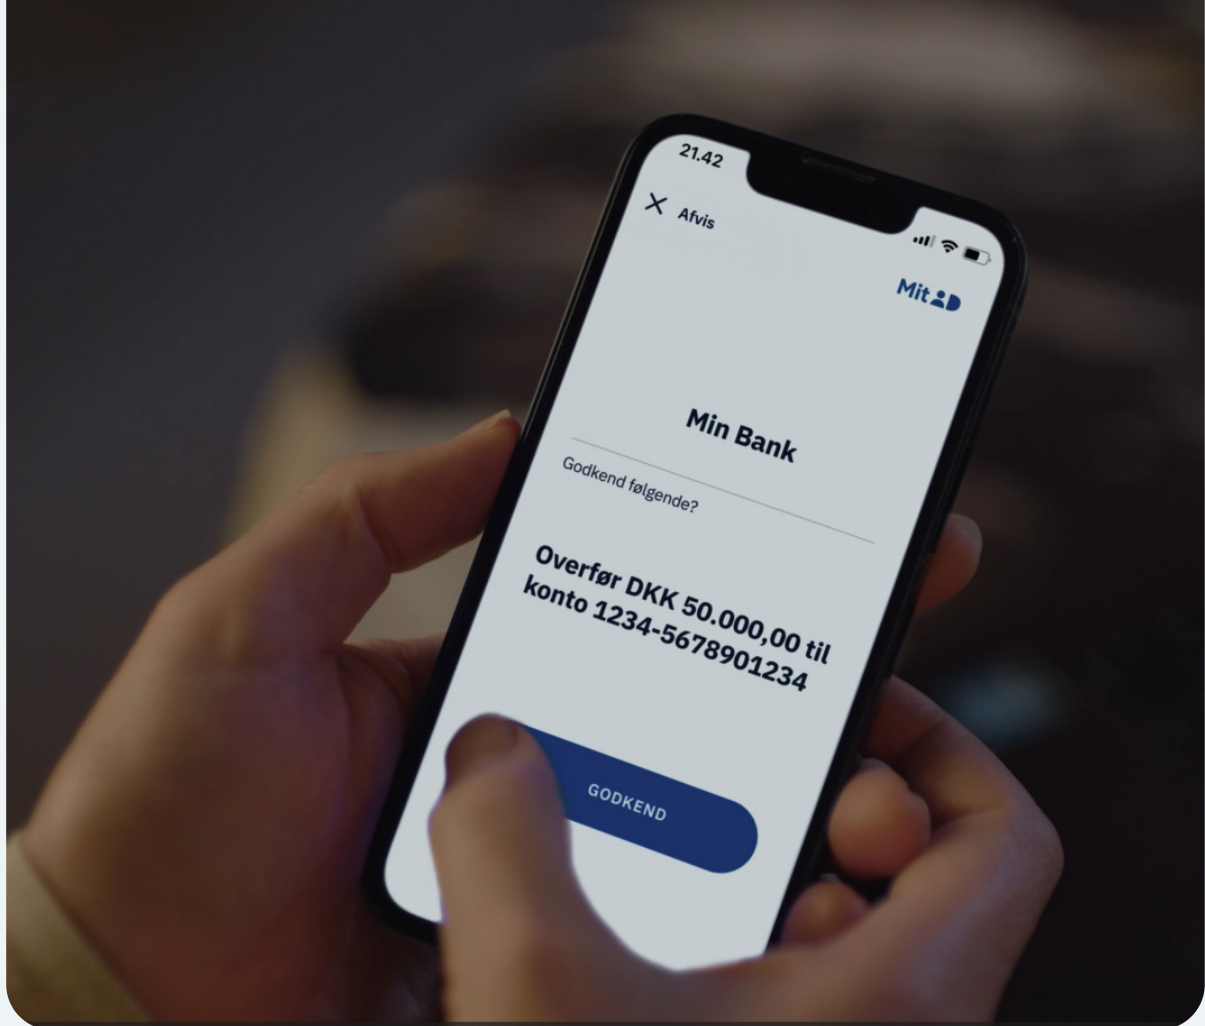 21.42
Afvis
MitID
Min Bank
Godkend følgende?
Overfør DKK 50.000,00 til
konto 1234-5678901234
GODKEND